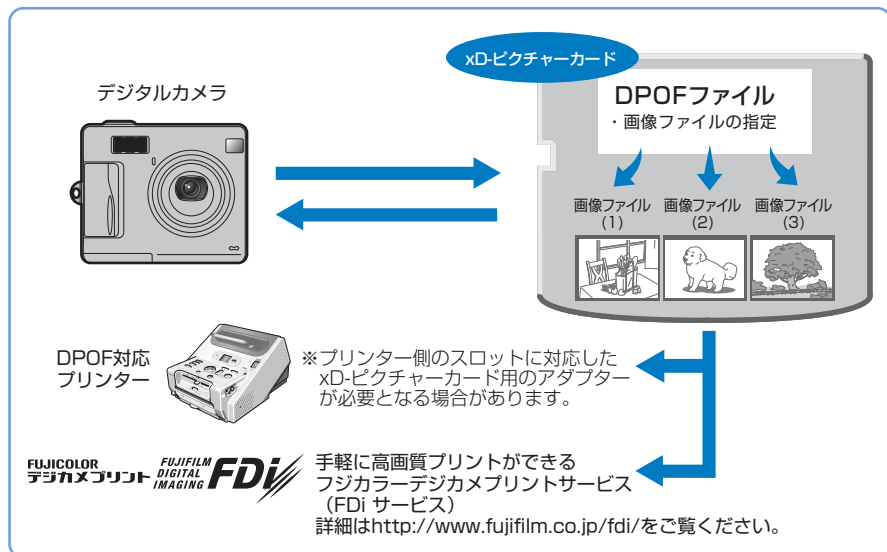 xD-ピクチャーカード
デジタルカメラ
DPOFファイル
・画像ファイルの指定
画像ファイル 画像ファイル 画像ファイル
(1) (2) (3)
DPOF対応
プリンター
※プリンター側のスロットに対応した
xD-ピクチャーカード用のアダプター
が必要となる場合があります。
FUJICOLOR
デジカメプリント
FUJIFILM
DIGITAL
IMAGING
FDi
手軽に高画質プリントができる
フジカラーデジカメプリントサービス
（FDi サービス）
詳細はhttp://www.fujifilm.co.jp/fdi/をご覧ください。